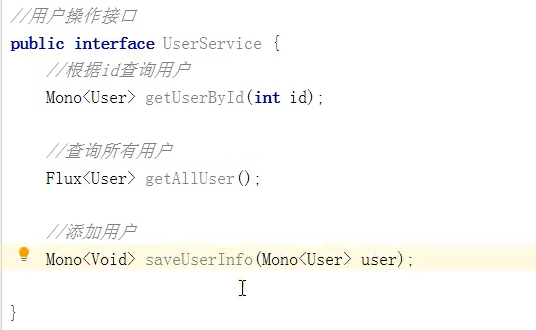 //用户操作接口
public interface UserService {
//根据id查询用户
Mono<User> getUserById(int id);
//查询所有用户
Flux<User> getAllUser();
//添加用户
Mono<Void> saveUserInfo(Mono<User> user);
}